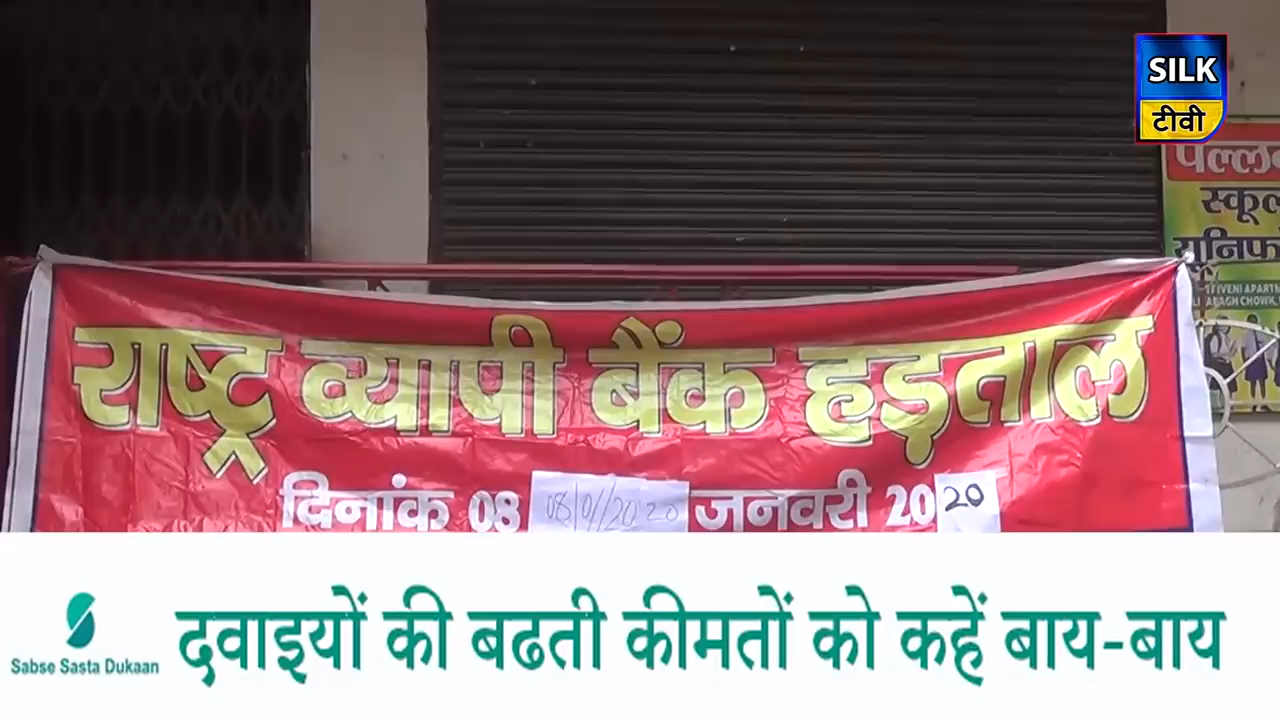 SILK
टीवी
स्कूल
राष्ट्र व्यापी बैंक हड़ताल
दिनांक 08 08/01/2020 जनवरी 2020
Sabse Sasta Dukaan
दवाइयों की बढती कीमतों को कहें बाय-बाय